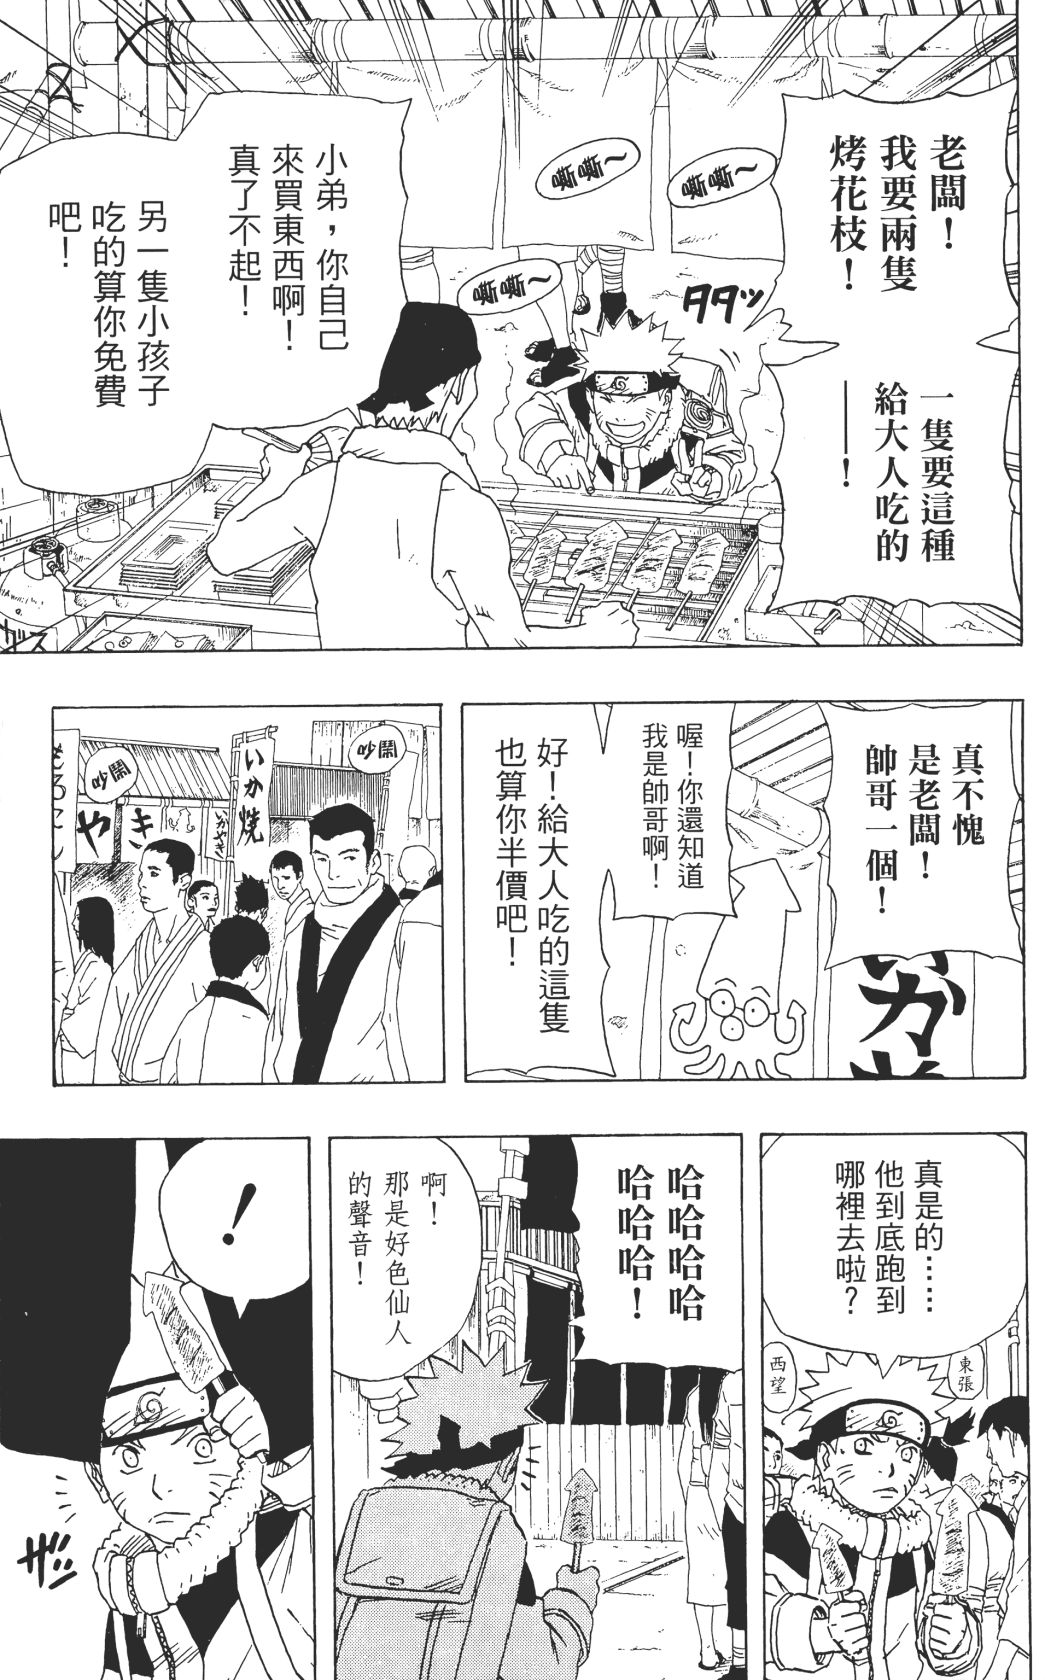 老闆！
我要兩隻
烤花枝！
一隻要這種
給大人吃的
——！
嘶嘶～
嘶嘶～
嘶嘶～
タタッ
小弟，你自己
來買東西啊！
真了不起！
另一隻小孩子
吃的算你免費
吧！
真不愧
是老闆！
帥哥一個！
喔！你還知道
我是帥哥啊！
好！給大人吃的這隻
也算你半價吧！
吵鬧
いか焼
吵鬧
やき
真是的……
他到底跑到
哪裡去啦？
東張
西望
哈哈哈哈
哈哈哈！
啊！
那是好色仙人
的聲音！
！
ザッ